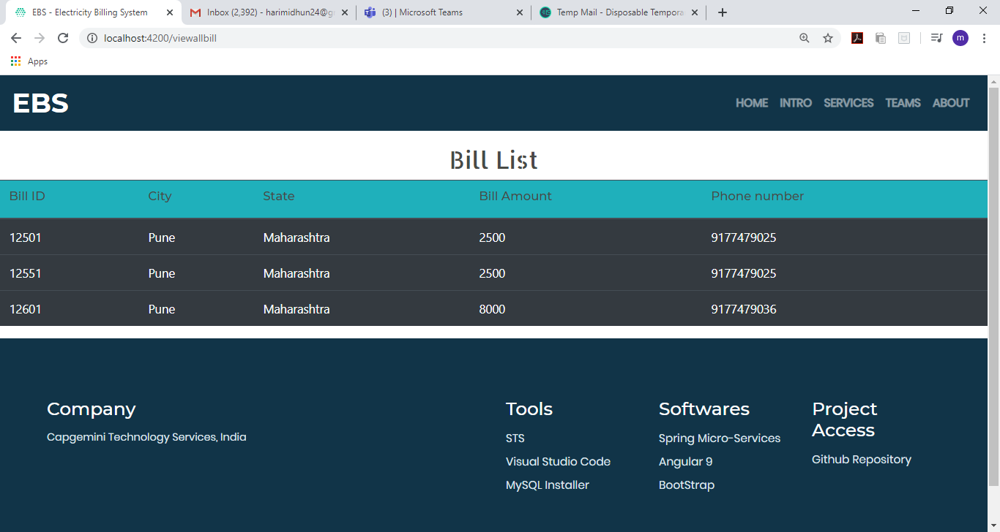 EBS - Electricity Billing System
Inbox (2,392) - harimidhun24@g
(3) | Microsoft Teams
Temp Mail - Disposable Tempora
localhost:4200/viewallbill
m
Apps
EBS
HOME INTRO SERVICES TEAMS ABOUT
Bill List
Bill ID City State Bill Amount Phone number
12501 Pune Maharashtra 2500 9177479025
12551 Pune Maharashtra 2500 9177479025
12601 Pune Maharashtra 8000 9177479036
Company
Capgemini Technology Services, India
Tools
STS
Visual Studio Code
MySQL Installer
Softwares
Spring Micro-Services
Angular 9
BootStrap
Project
Access
Github Repository